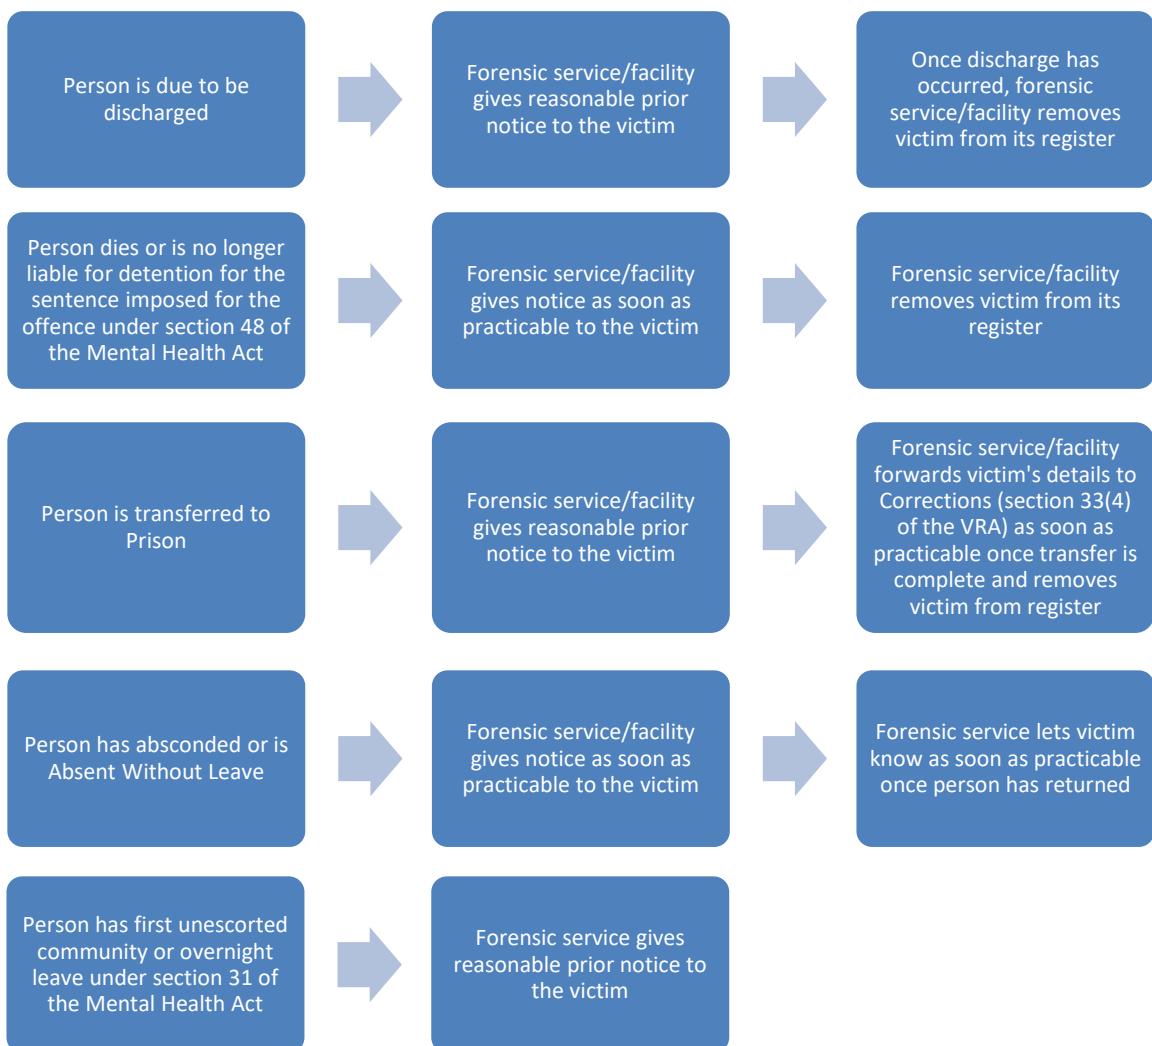 Person is due to be
discharged
Forensic service/facility
gives reasonable prior
notice to the victim
Once discharge has
occurred, forensic
service/facility removes
victim from its register
Person dies or is no longer
liable for detention for the
sentence imposed for the
offence under section 48 of
the Mental Health Act
Forensic service/facility
gives notice as soon as
practicable to the victim
Forensic service/facility
removes victim from its
register
Person is transferred to
Prison
Forensic service/facility
gives reasonable prior
notice to the victim
Forensic service/facility
forwards victim's details to
Corrections (section 33(4)
of the VRA) as soon as
practicable once transfer is
complete and removes
victim from register
Person has absconded or is
Absent Without Leave
Forensic service/facility
gives notice as soon as
practicable to the victim
Forensic service lets victim
know as soon as practicable
once person has returned
Person has first unescorted
community or overnight
leave under section 31 of
the Mental Health Act
Forensic service gives
reasonable prior notice to
the victim